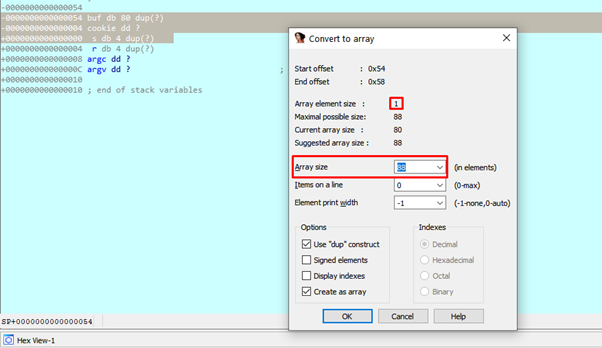 -0000000000000054 ;
-0000000000000054 buf db 80 dup(?)
-0000000000000004 cookie dd ?
+0000000000000000  s db 4 dup(?)
+0000000000000004  r db 4 dup(?)
+0000000000000008 argc dd ?
+000000000000000C argv dd ? ;
+0000000000000010
+0000000000000010 ; end of stack variables
SP+0000000000000054
Hex View-1
Convert to array
Start offset : 0x54
End offset : 0x58
Array element size : 1
Maximal possible size: 88
Current array size : 80
Suggested array size : 88
Array size 88 (in elements)
Items on a line 0 (0-max)
Element print width -1 (-1-none,0-auto)
Options
Use "dup" construct
Signed elements
Display indexes
Create as array
Indexes
Decimal
Hexadecimal
Octal
Binary
OK Cancel Help